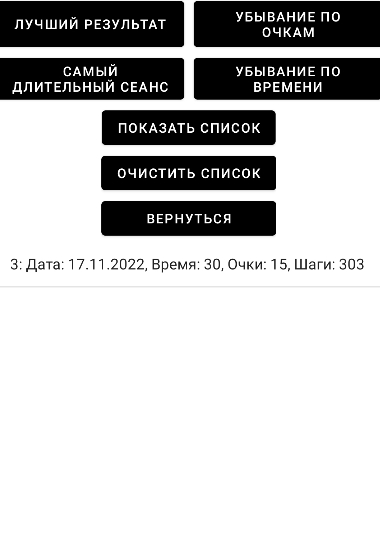 ЛУЧШИЙ РЕЗУЛЬТАТ
УБЫВАНИЕ ПО
ОЧКАМ
САМЫЙ
ДЛИТЕЛЬНЫЙ СЕАНС
УБЫВАНИЕ ПО
ВРЕМЕНИ
ПОКАЗАТЬ СПИСОК
ОЧИСТИТЬ СПИСОК
ВЕРНУТЬСЯ
3: Дата: 17.11.2022, Время: 30, Очки: 15, Шаги: 303